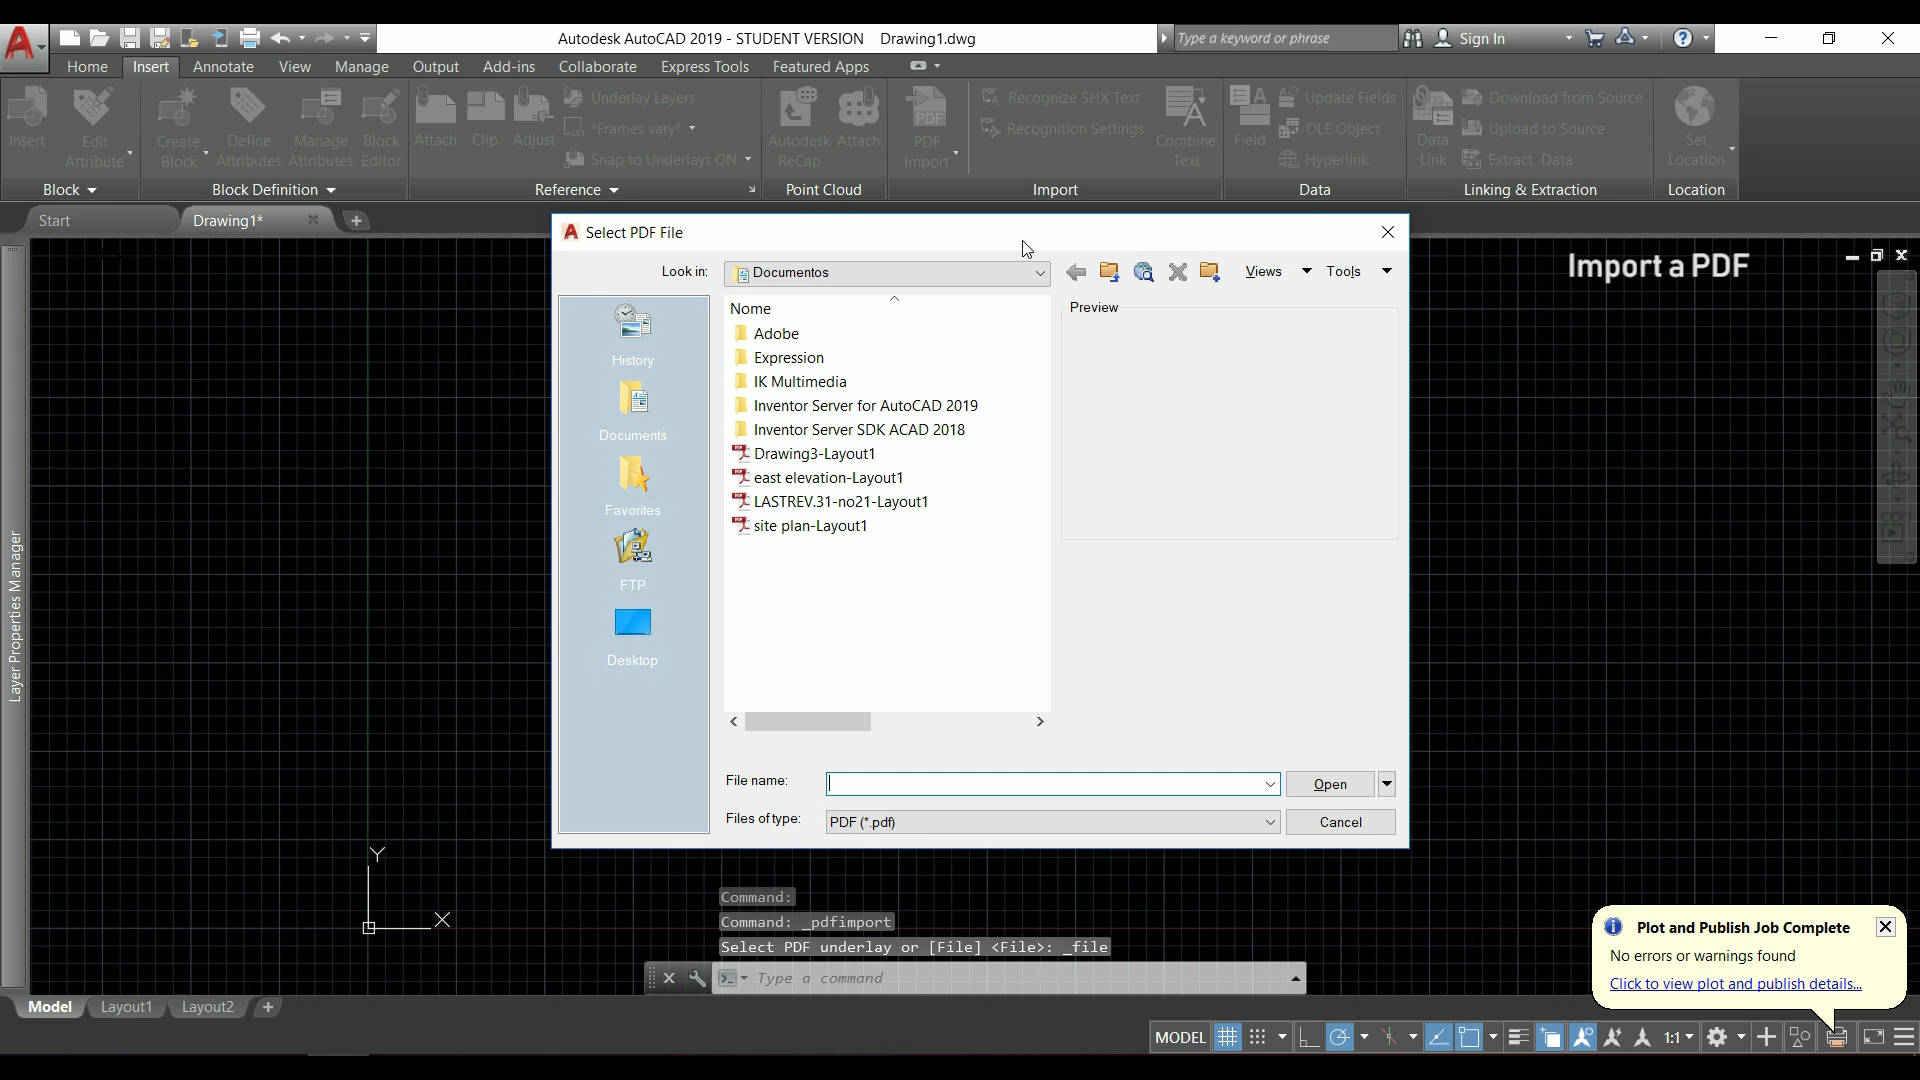 Autodesk AutoCAD 2019 - STUDENT VERSION Drawing1.dwg
Type a keyword or phrase
Sign In
Home Insert Annotate View Manage Output Add-ins Collaborate Express Tools Featured Apps
Insert
Edit
Attribute
Create
Block
Define
Attributes
Manage
Attributes
Block
Editor
Attach
Clip
Adjust
Underlay Layers
*Frames vary*
Snap to Underlays ON
Autodesk
ReCap
Attach
PDF
PDF
Import
PDF
Recognize SHX Text
PDF
Recognition Settings
Combine
Text
Field
Update Fields
OLE Object
Hyperlink
Data
Link
Download from Source
Upload to Source
Extract Data
Set
Location
Block
Block Definition
Reference
Point Cloud
Import
Data
Linking & Extraction
Location
Start
Drawing1*
Import a PDF
Layer Properties Manager
Select PDF File
Look in:
Documentos
Views
Tools
History
Documents
Favorites
FTP
Desktop
Nome
Adobe
Expression
IK Multimedia
Inventor Server for AutoCAD 2019
Inventor Server SDK ACAD 2018
Drawing3-Layout1
east elevation-Layout1
LASTREV.31-no21-Layout1
site plan-Layout1
Preview
File name:
Open
Files of type:
PDF (*.pdf)
Cancel
Y
X
Command:
Command: _pdfimport
Select PDF underlay or [File] <File>: _file
Type a command
Plot and Publish Job Complete
No errors or warnings found
Click to view plot and publish details...
Model Layout1 Layout2
MODEL
1:1